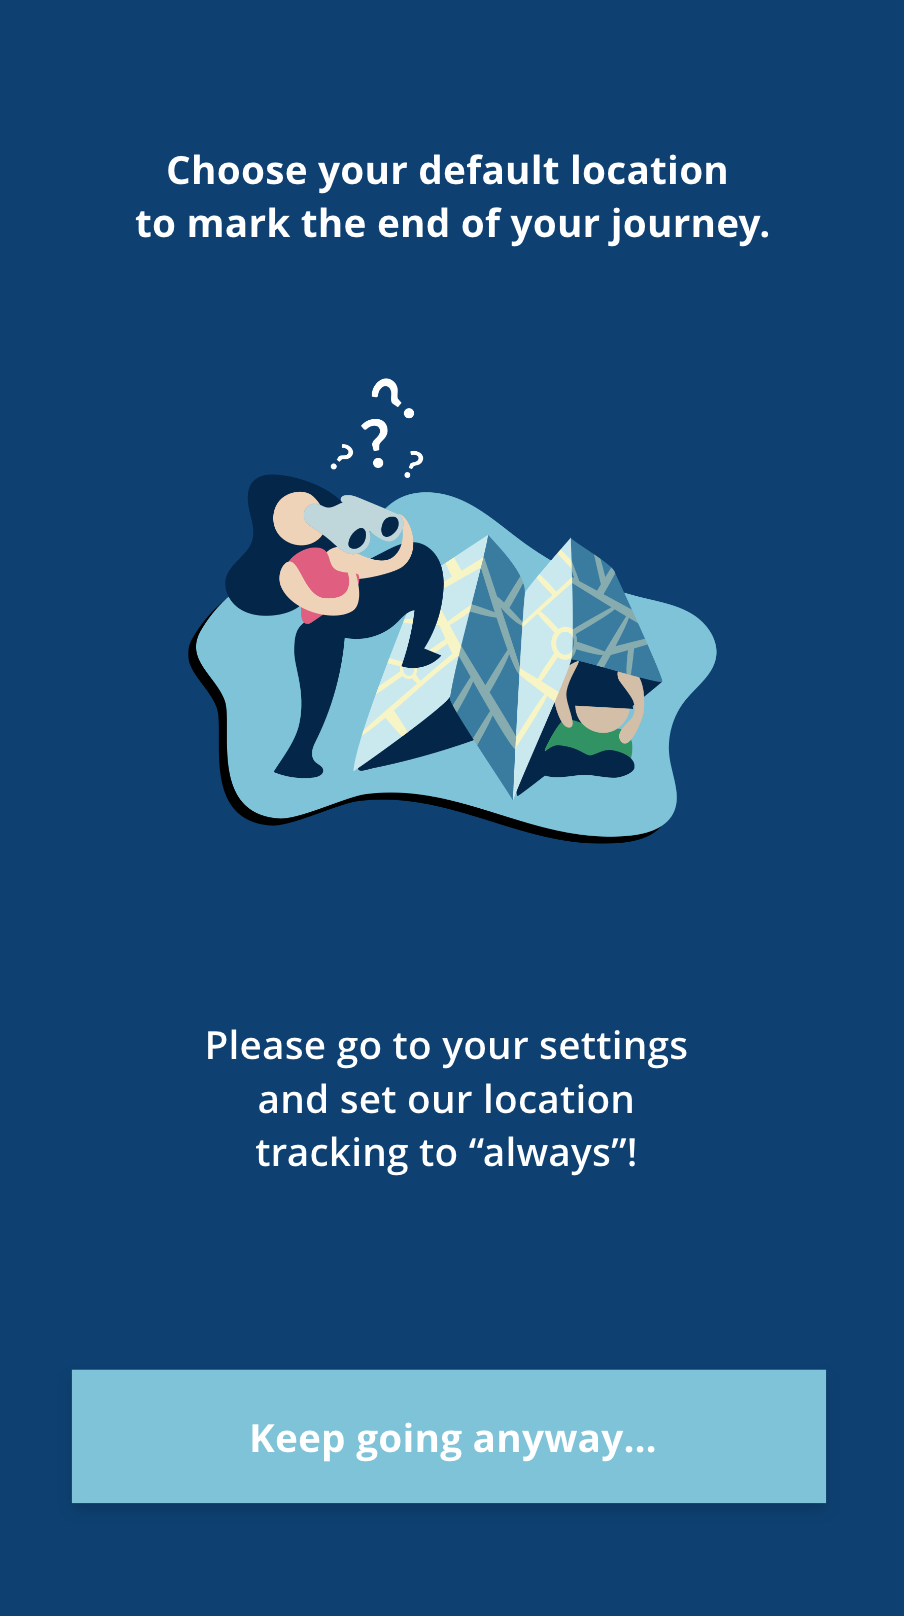 Choose your default location
to mark the end of your journey.
?
?
? ?
Please go to your settings
and set our location
tracking to “always”!
Keep going anyway...